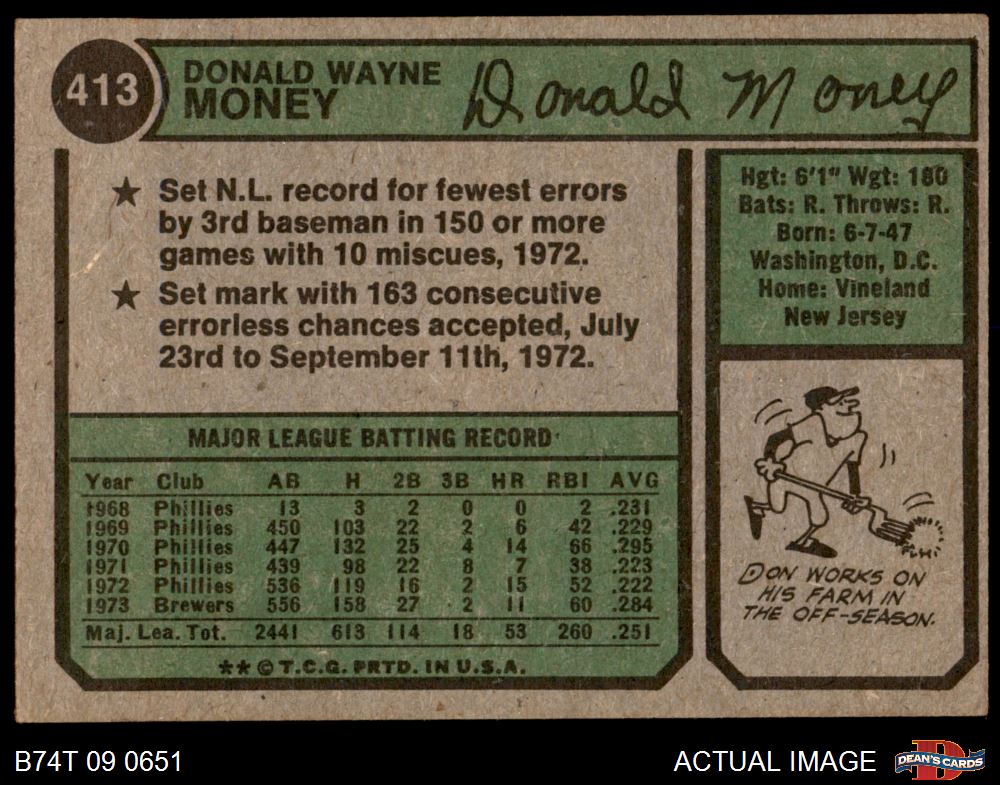 413
DONALD WAYNE
MONEY
Donald Money
★ Set N.L. record for fewest errors
by 3rd baseman in 150 or more
games with 10 miscues, 1972.
★ Set mark with 163 consecutive
errorless chances accepted, July
23rd to September 11th, 1972.
Hgt: 6'1" Wgt: 180
Bats: R. Throws: R.
Born: 6-7-47
Washington, D.C.
Home: Vineland
New Jersey
MAJOR LEAGUE BATTING RECORD
Year Club AB H 2B 3B HR RBI AVG
1968 Phillies 13 3 2 0 0 2 .231
1969 Phillies 450 103 22 2 6 42 .229
1970 Phillies 447 132 25 4 14 66 .295
1971 Phillies 439 98 22 8 7 38 .223
1972 Phillies 536 119 16 2 15 52 .222
1973 Brewers 556 158 27 2 11 60 .284
Maj. Lea. Tot. 2441 613 114 18 53 260 .251
★★ © T.C.G. PRTD. IN U.S.A.
DON WORKS ON
HIS FARM IN
THE OFF-SEASON.
B74T 09 0651
ACTUAL IMAGE
DEAN'S CARDS